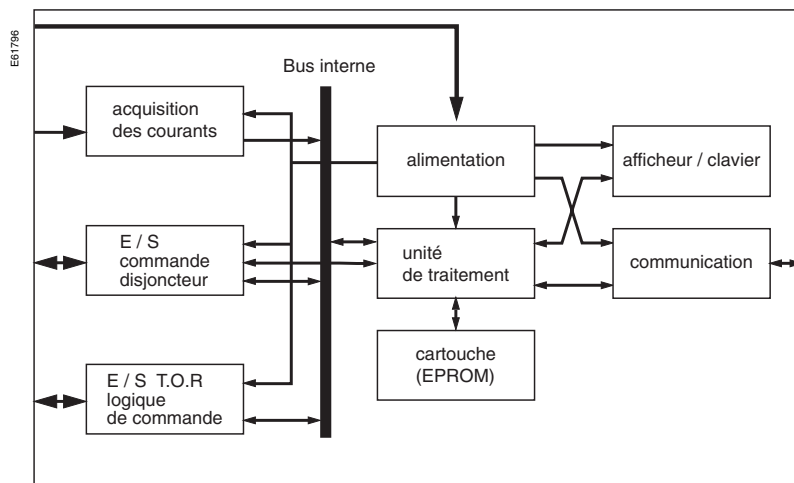 E61796
Bus interne
acquisition
des courants
alimentation
afficheur / clavier
E / S
commande
disjoncteur
unité
de traitement
communication
cartouche
(EPROM)
E / S T.O.R
logique
de commande